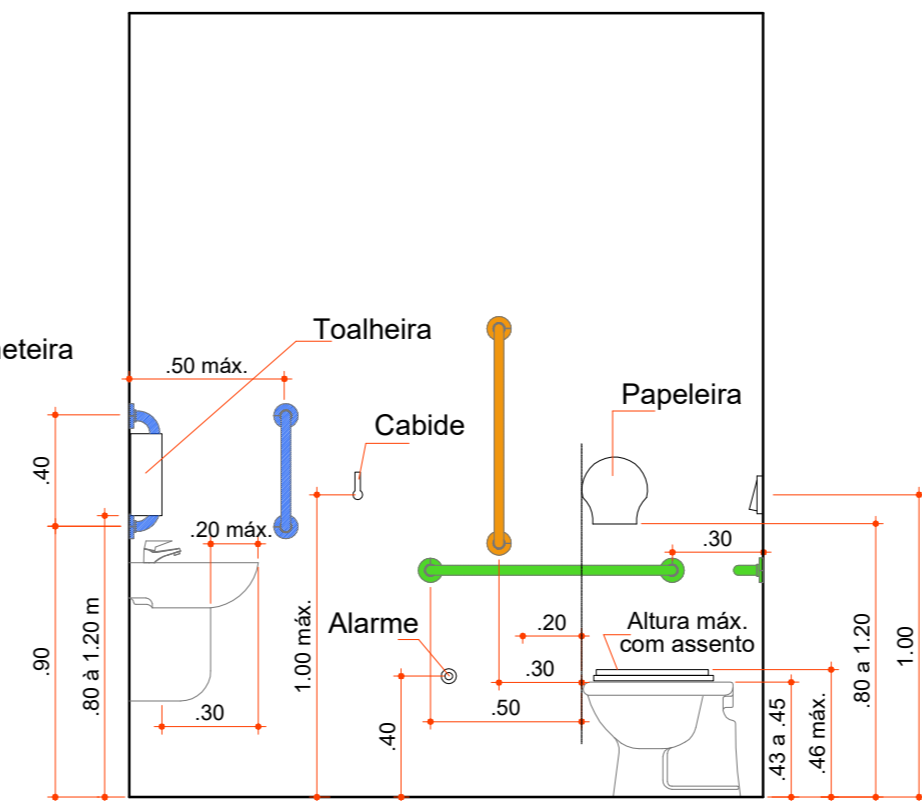 Toalheira
eteira
.50 máx.
Papeleira
Cabide
.40
.20 máx.
.30
Alarme
.20
Altura máx.
com assento
.30
.50
.30
.90
.80 à 1.20 m
1.00 máx.
.40
.43 a .45
.46 máx.
.80 a 1.20
1.00